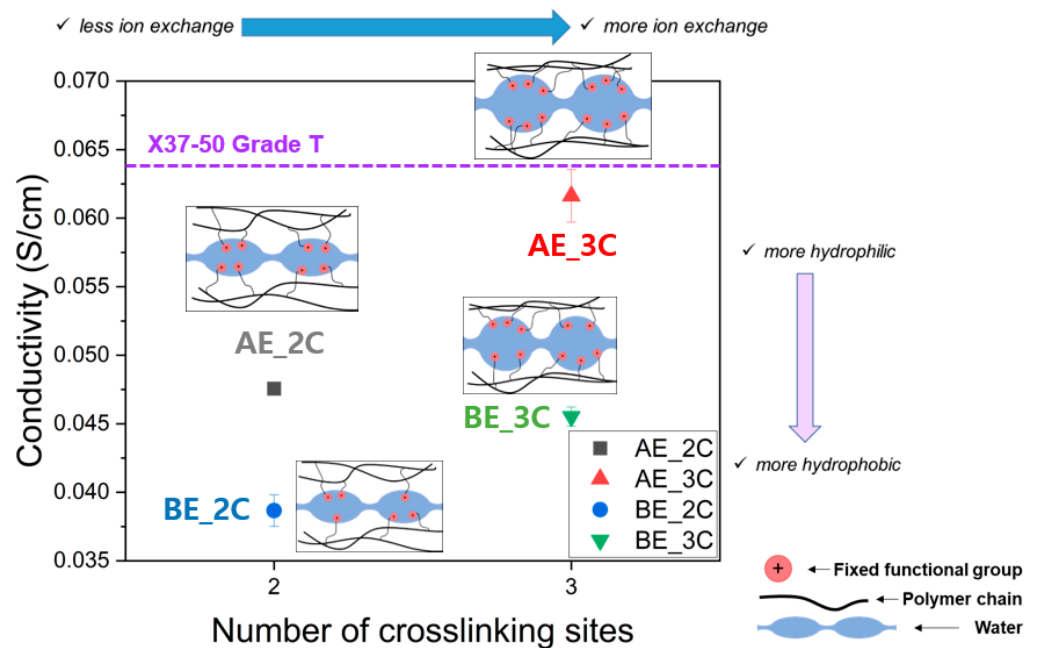 ✓ less ion exchange
✓ more ion exchange
0.070
0.065
0.060
0.055
0.050
0.045
0.040
0.035
Conductivity (S/cm)
X37-50 Grade T
AE_3C
AE_2C
BE_3C
BE_2C
AE_2C
AE_3C
BE_2C
BE_3C
2
3
Number of crosslinking sites
✓ more hydrophilic
✓ more hydrophobic
+
Fixed functional group
Polymer chain
Water